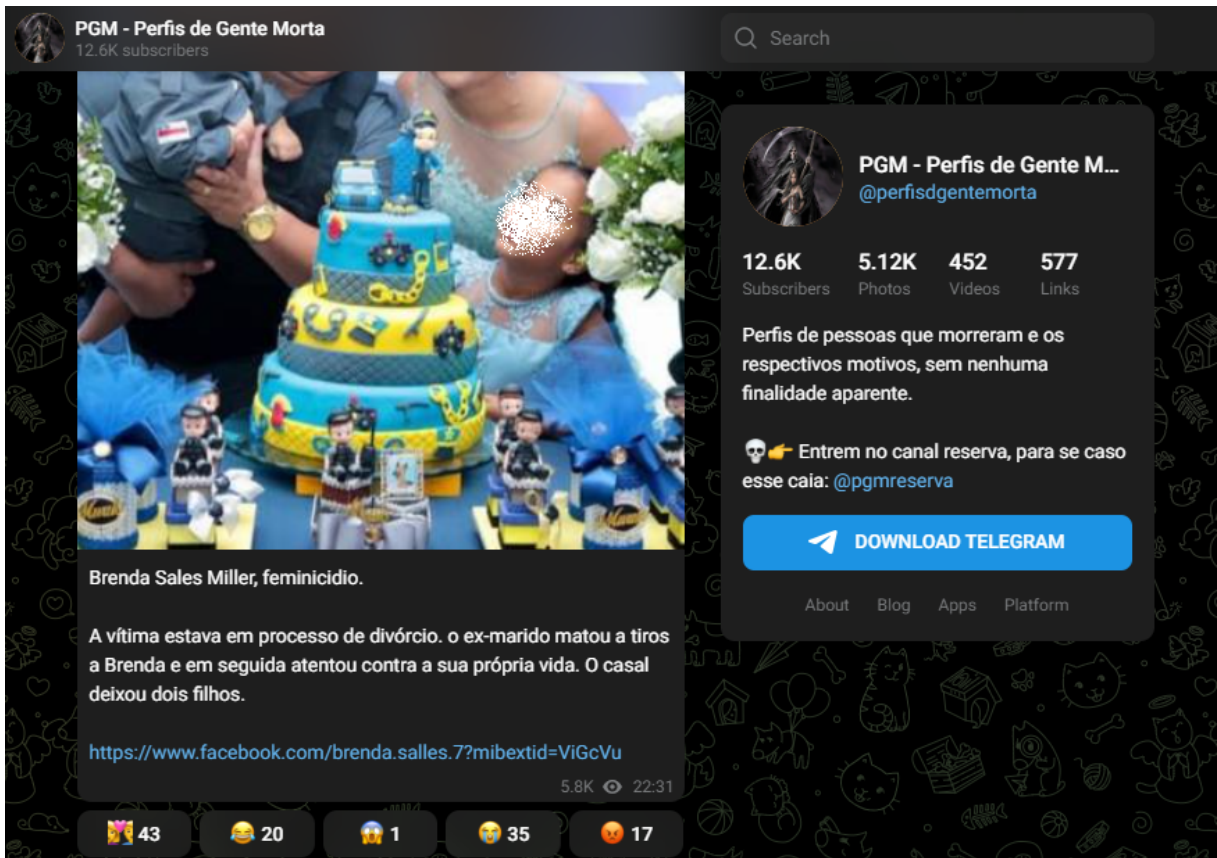 PGM - Perfis de Gente Morta
12.6K subscribers
Brenda Sales Miller, feminicidio.
A vítima estava em processo de divórcio. o ex-marido matou a tiros
a Brenda e em seguida atentou contra a sua própria vida. O casal
deixou dois filhos.
https://www.facebook.com/brenda.salles.7?mibextid=ViGcVu
5.8K 22:31
43 20 1 35 17
Search
PGM - Perfis de Gente M...
@perfisdgentemorta
12.6K 5.12K 452 577
Subscribers Photos Videos Links
Perfis de pessoas que morreram e os
respectivos motivos, sem nenhuma
finalidade aparente.
💀👉 Entrem no canal reserva, para se caso
esse caia: @pgmreserva
DOWNLOAD TELEGRAM
About Blog Apps Platform